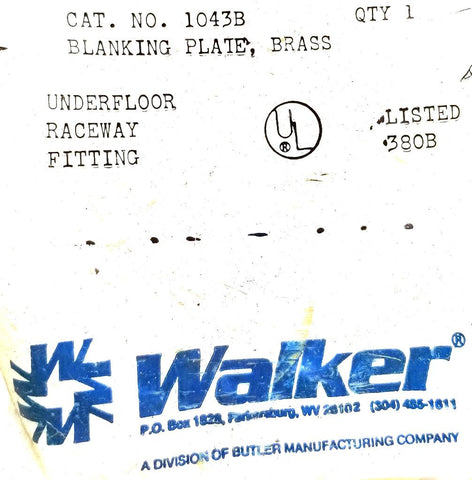 CAT. NO. 1043B QTY 1
BLANKING PLATE, BRASS
UNDERFLOOR
RACEWAY
FITTING
UL ®
LISTED
380B
Walker®
P.O. Box 1828, Parkersburg, WV 26102 (304) 485-1611
A DIVISION OF BUTLER MANUFACTURING COMPANY